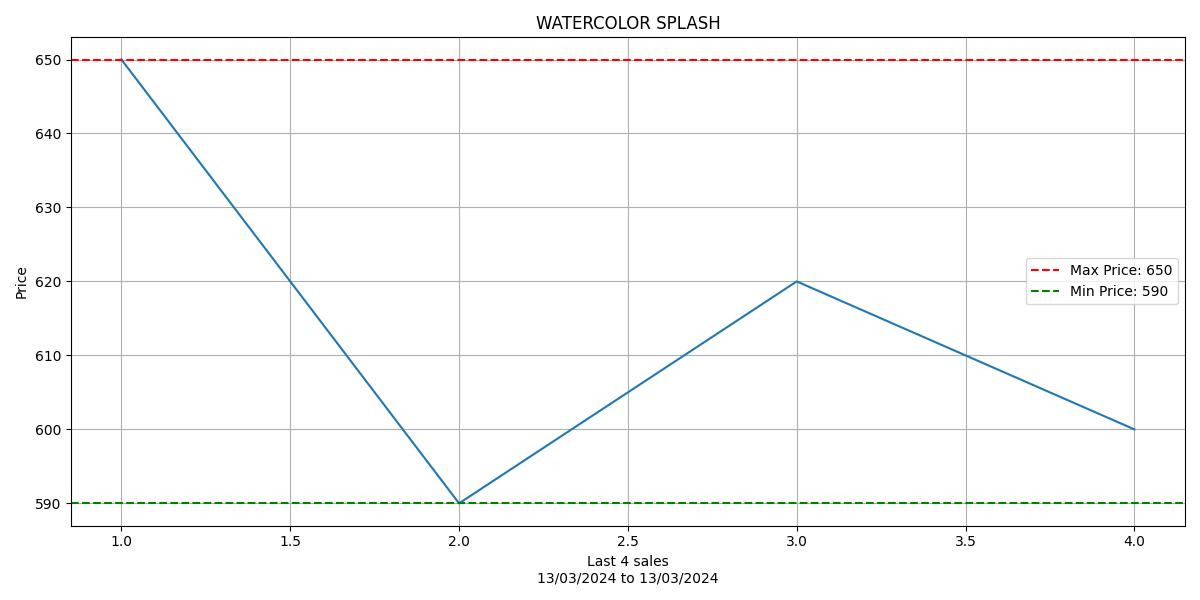 WATERCOLOR SPLASH
650
640
630
620
610
600
590
Price
Max Price: 650
Min Price: 590
1.0 1.5 2.0 2.5 3.0 3.5 4.0
Last 4 sales
13/03/2024 to 13/03/2024